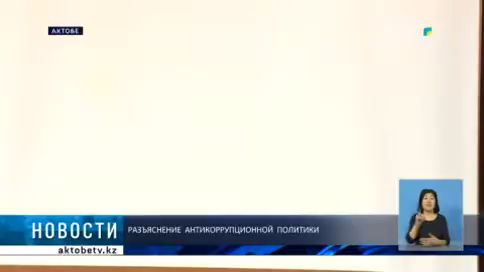 АКТОБЕ
НОВОСТИ
РАЗЪЯСНЕНИЕ АНТИКОРРУПЦИОННОЙ ПОЛИТИКИ
aktobetv.kz